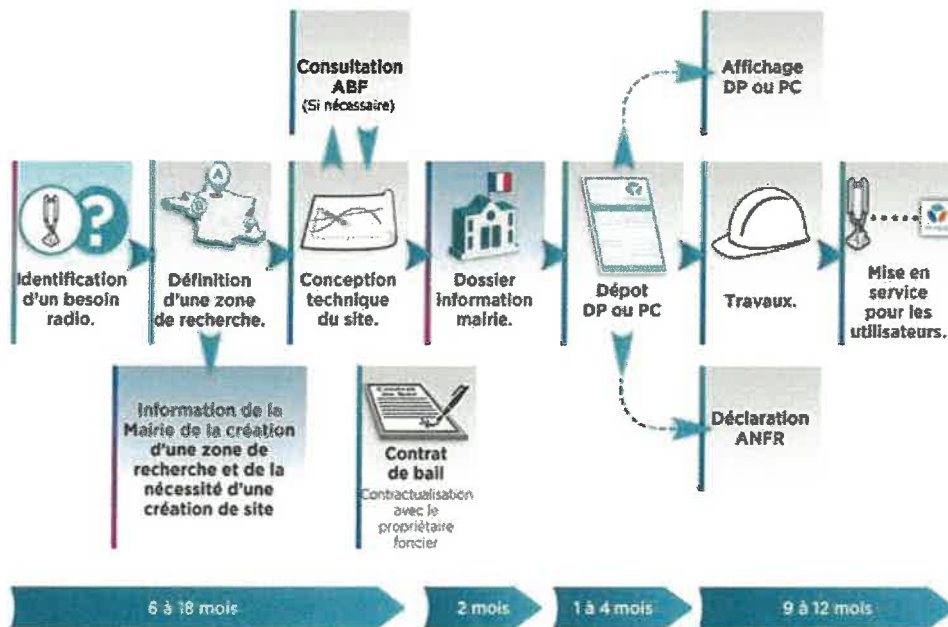 Consultation
ABF
(Si nécessaire)
Affichage
DP ou PC
Identification
d'un besoin
radio.
A
Définition
d'une zone
de recherche.
Conception
technique
du site.
Dossier
information
mairie.
Dépot
DP ou PC
Travaux.
Mise en
service
pour les
utilisateurs.
Information de la
Mairie de la création
d'une zone de
recherche et de la
nécessité d'une
création de site
Contrat
de bail
Contrat
de bail
Contractualisation
avec le
propriétaire
foncier
Déclaration
ANFR
6 à 18 mois
2 mois
1 à 4 mois
9 à 12 mois